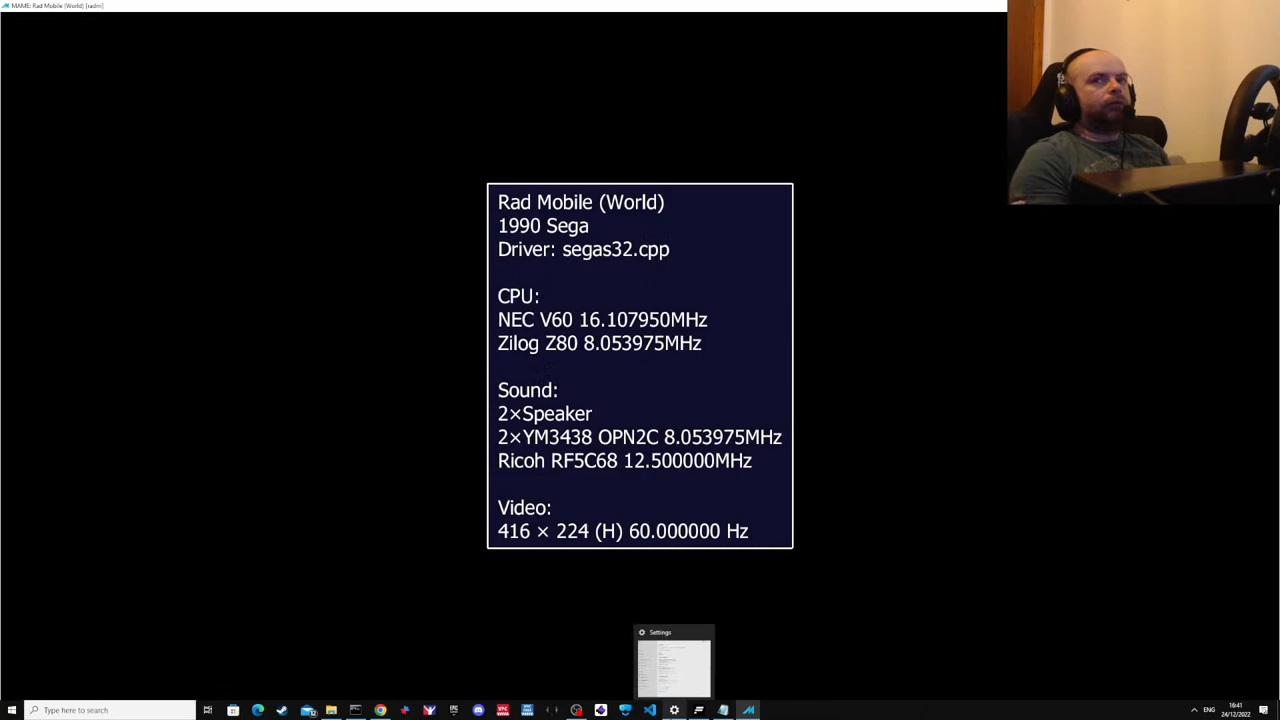 MAME: Rad Mobile (World) [radm]
Rad Mobile (World)
1990 Sega
Driver: segas32.cpp
CPU:
NEC V60 16.107950MHz
Zilog Z80 8.053975MHz
Sound:
2×Speaker
2×YM3438 OPN2C 8.053975MHz
Ricoh RF5C68 12.500000MHz
Video:
416 × 224 (H) 60.000000 Hz
Settings
Type here to search
ENG
16:41
24/12/2022